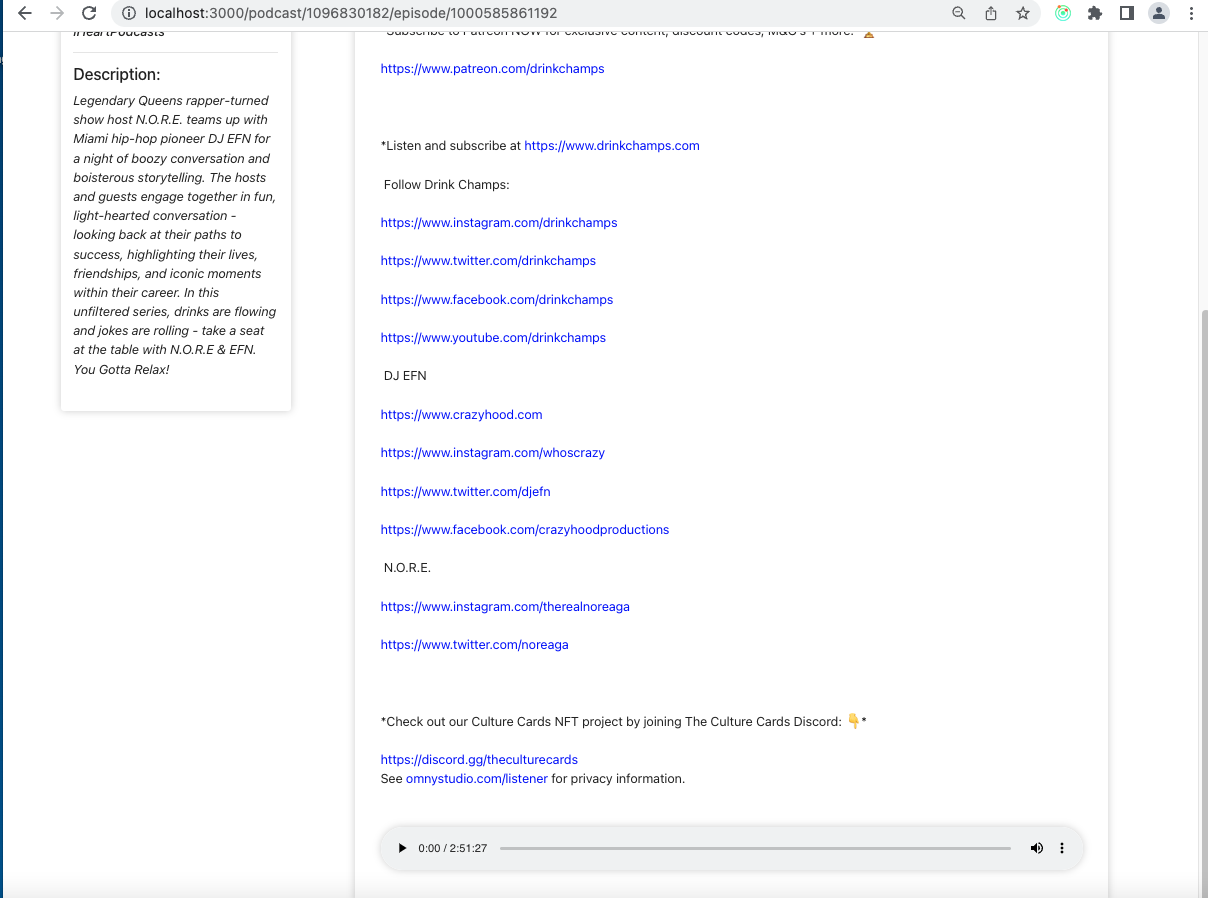 localhost:3000/podcast/1096830182/episode/1000585861192
iHeartPodcasts
Description:
Legendary Queens rapper-turned
show host N.O.R.E. teams up with
Miami hip-hop pioneer DJ EFN for
a night of boozy conversation and
boisterous storytelling. The hosts
and guests engage together in fun,
light-hearted conversation -
looking back at their paths to
success, highlighting their lives,
friendships, and iconic moments
within their career. In this
unfiltered series, drinks are flowing
and jokes are rolling - take a seat
at the table with N.O.R.E & EFN.
You Gotta Relax!
*Subscribe to Patreon NOW for exclusive content, discount codes, M&G's + more: 🏆
https://www.patreon.com/drinkchamps
*Listen and subscribe at https://www.drinkchamps.com
Follow Drink Champs:
https://www.instagram.com/drinkchamps
https://www.twitter.com/drinkchamps
https://www.facebook.com/drinkchamps
https://www.youtube.com/drinkchamps
DJ EFN
https://www.crazyhood.com
https://www.instagram.com/whoscrazy
https://www.twitter.com/djefn
https://www.facebook.com/crazyhoodproductions
N.O.R.E.
https://www.instagram.com/therealnoreaga
https://www.twitter.com/noreaga
*Check out our Culture Cards NFT project by joining The Culture Cards Discord: 👇*
https://discord.gg/theculturecards
See omnystudio.com/listener for privacy information.
0:00 / 2:51:27